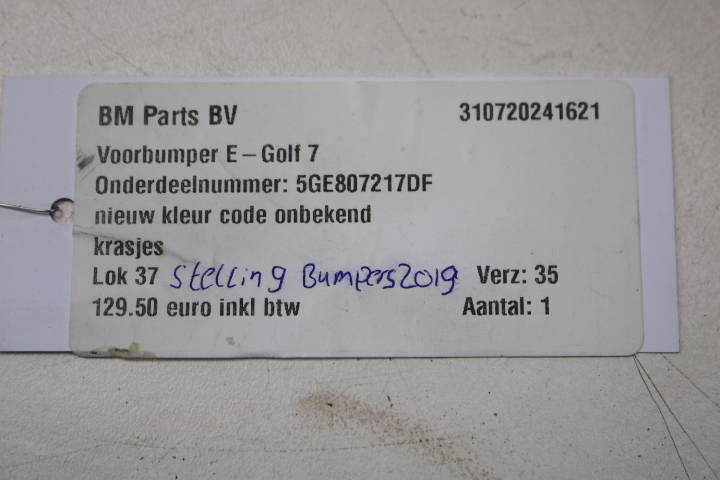 BM Parts BV 310720241621
Voorbumper E-Golf 7
Onderdeelnummer: 5GE807217DF
nieuw kleur code onbekend
krasjes
Lok 37 Stelling Bumpers2019 Verz: 35
129.50 euro inkl btw Aantal: 1